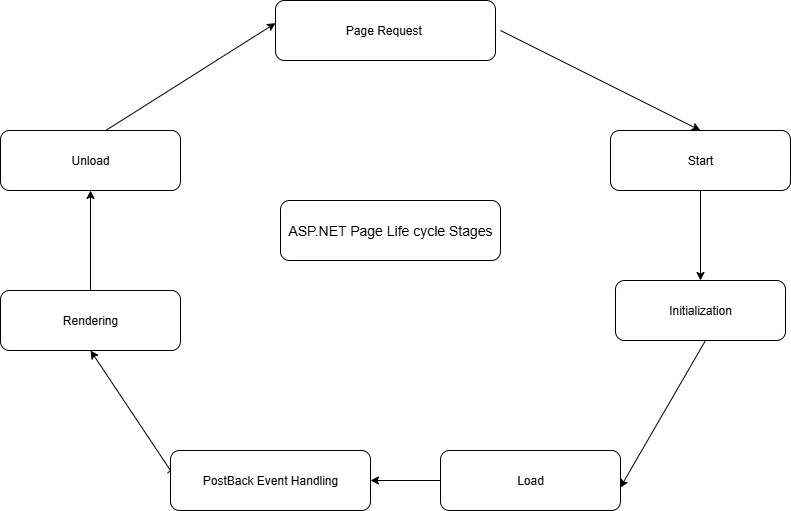 Page Request
Unload
Start
ASP.NET Page Life cycle Stages
Rendering
Initialization
PostBack Event Handling
Load